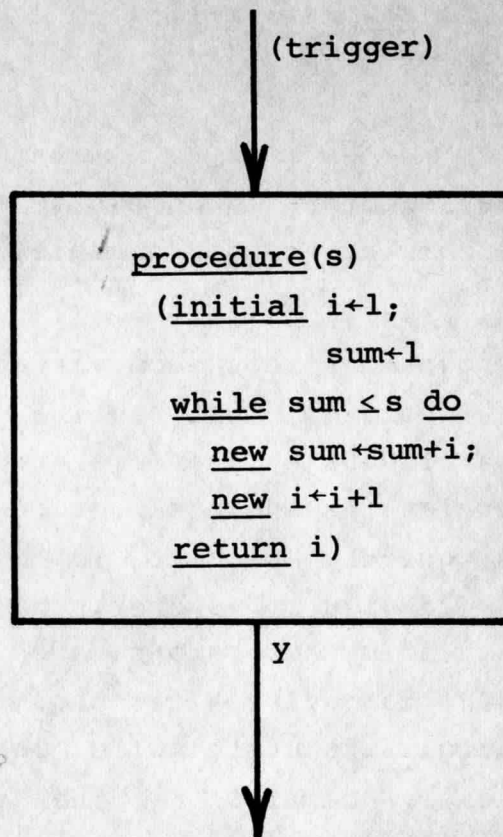 (trigger)
procedure(s)
(initial i←1;
sum←1
while sum ≤ s do
new sum←sum+i;
new i←i+1
return i)
y